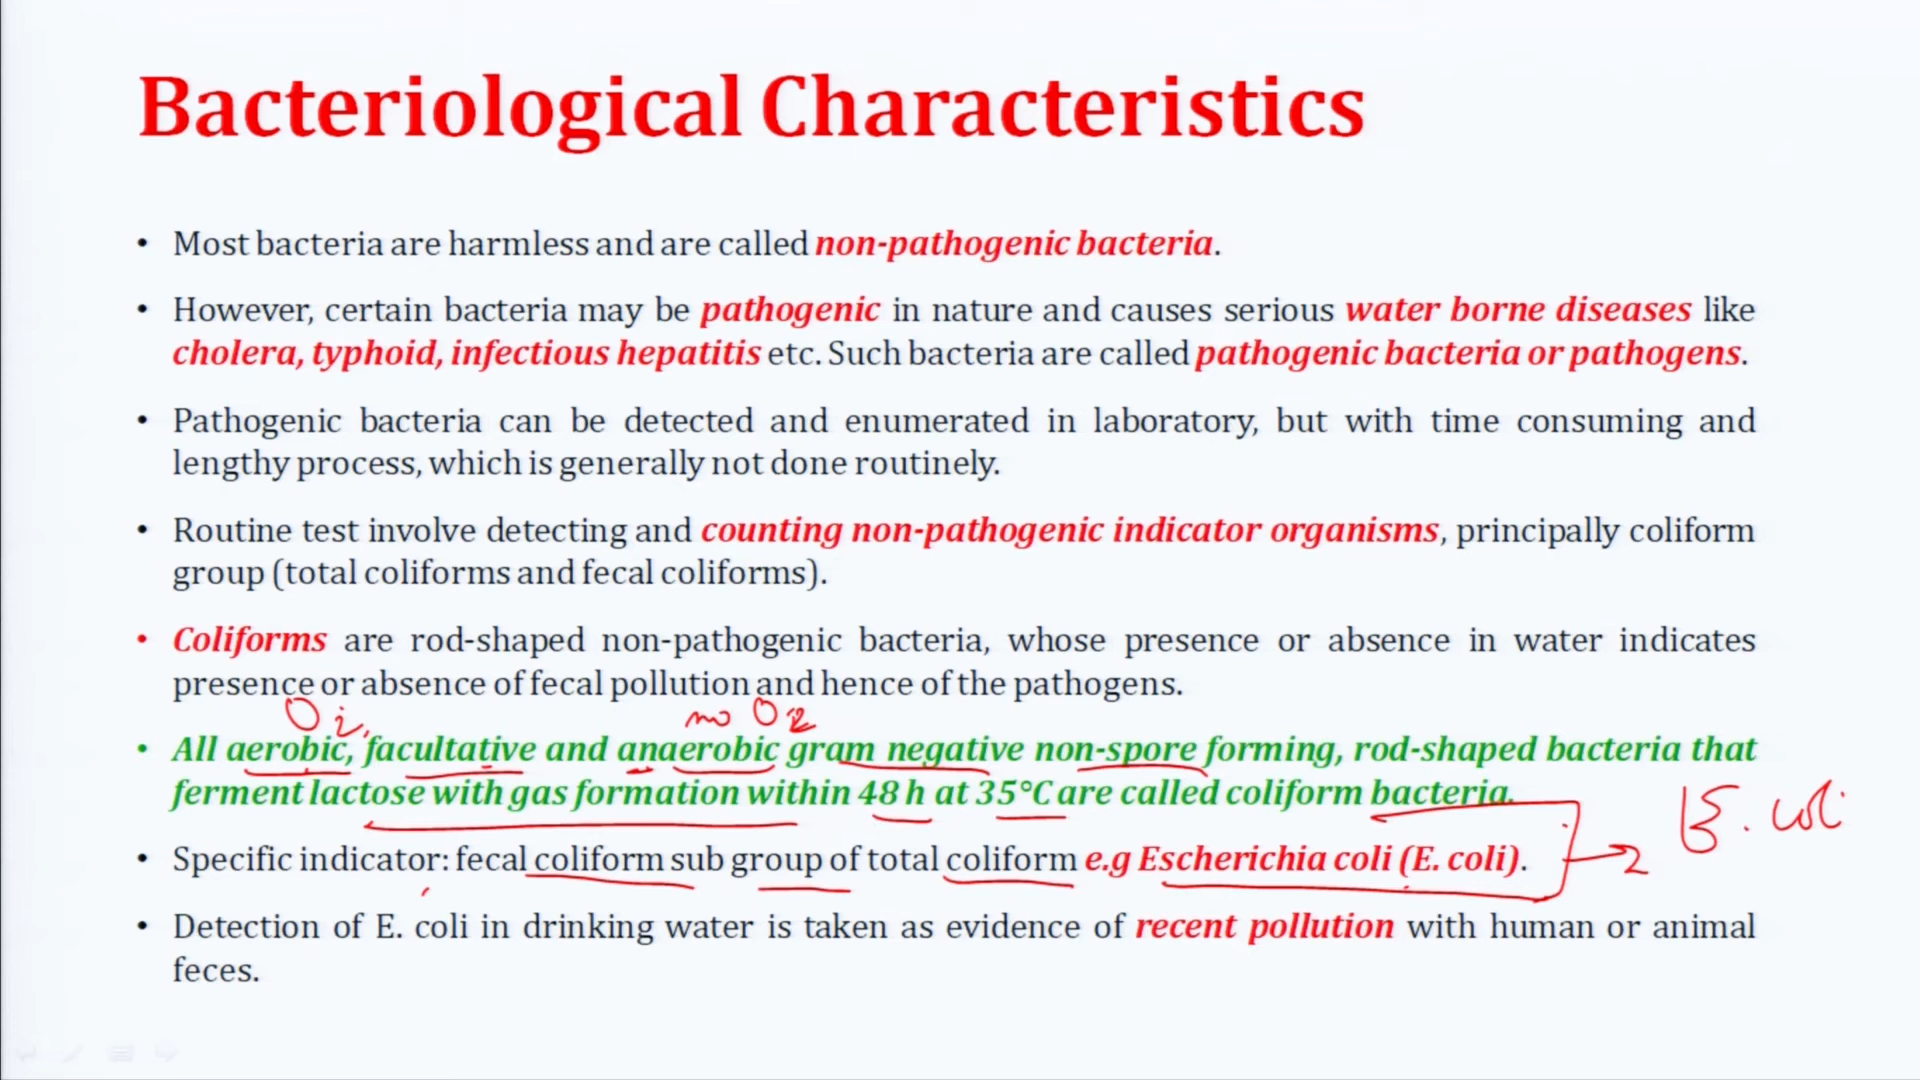 Bacteriological Characteristics
• Most bacteria are harmless and are called non-pathogenic bacteria.
• However, certain bacteria may be pathogenic in nature and causes serious water borne diseases like
cholera, typhoid, infectious hepatitis etc. Such bacteria are called pathogenic bacteria or pathogens.
• Pathogenic bacteria can be detected and enumerated in laboratory, but with time consuming and
lengthy process, which is generally not done routinely.
• Routine test involve detecting and counting non-pathogenic indicator organisms, principally coliform
group (total coliforms and fecal coliforms).
• Coliforms are rod-shaped non-pathogenic bacteria, whose presence or absence in water indicates
presence or absence of fecal pollution and hence of the pathogens.
O2 no O2
• All aerobic, facultative and anaerobic gram negative non-spore forming, rod-shaped bacteria that
ferment lactose with gas formation within 48 h at 35°C are called coliform bacteria.
E. coli
• Specific indicator: fecal coliform sub group of total coliform e.g Escherichia coli (E. coli).
• Detection of E. coli in drinking water is taken as evidence of recent pollution with human or animal
feces.